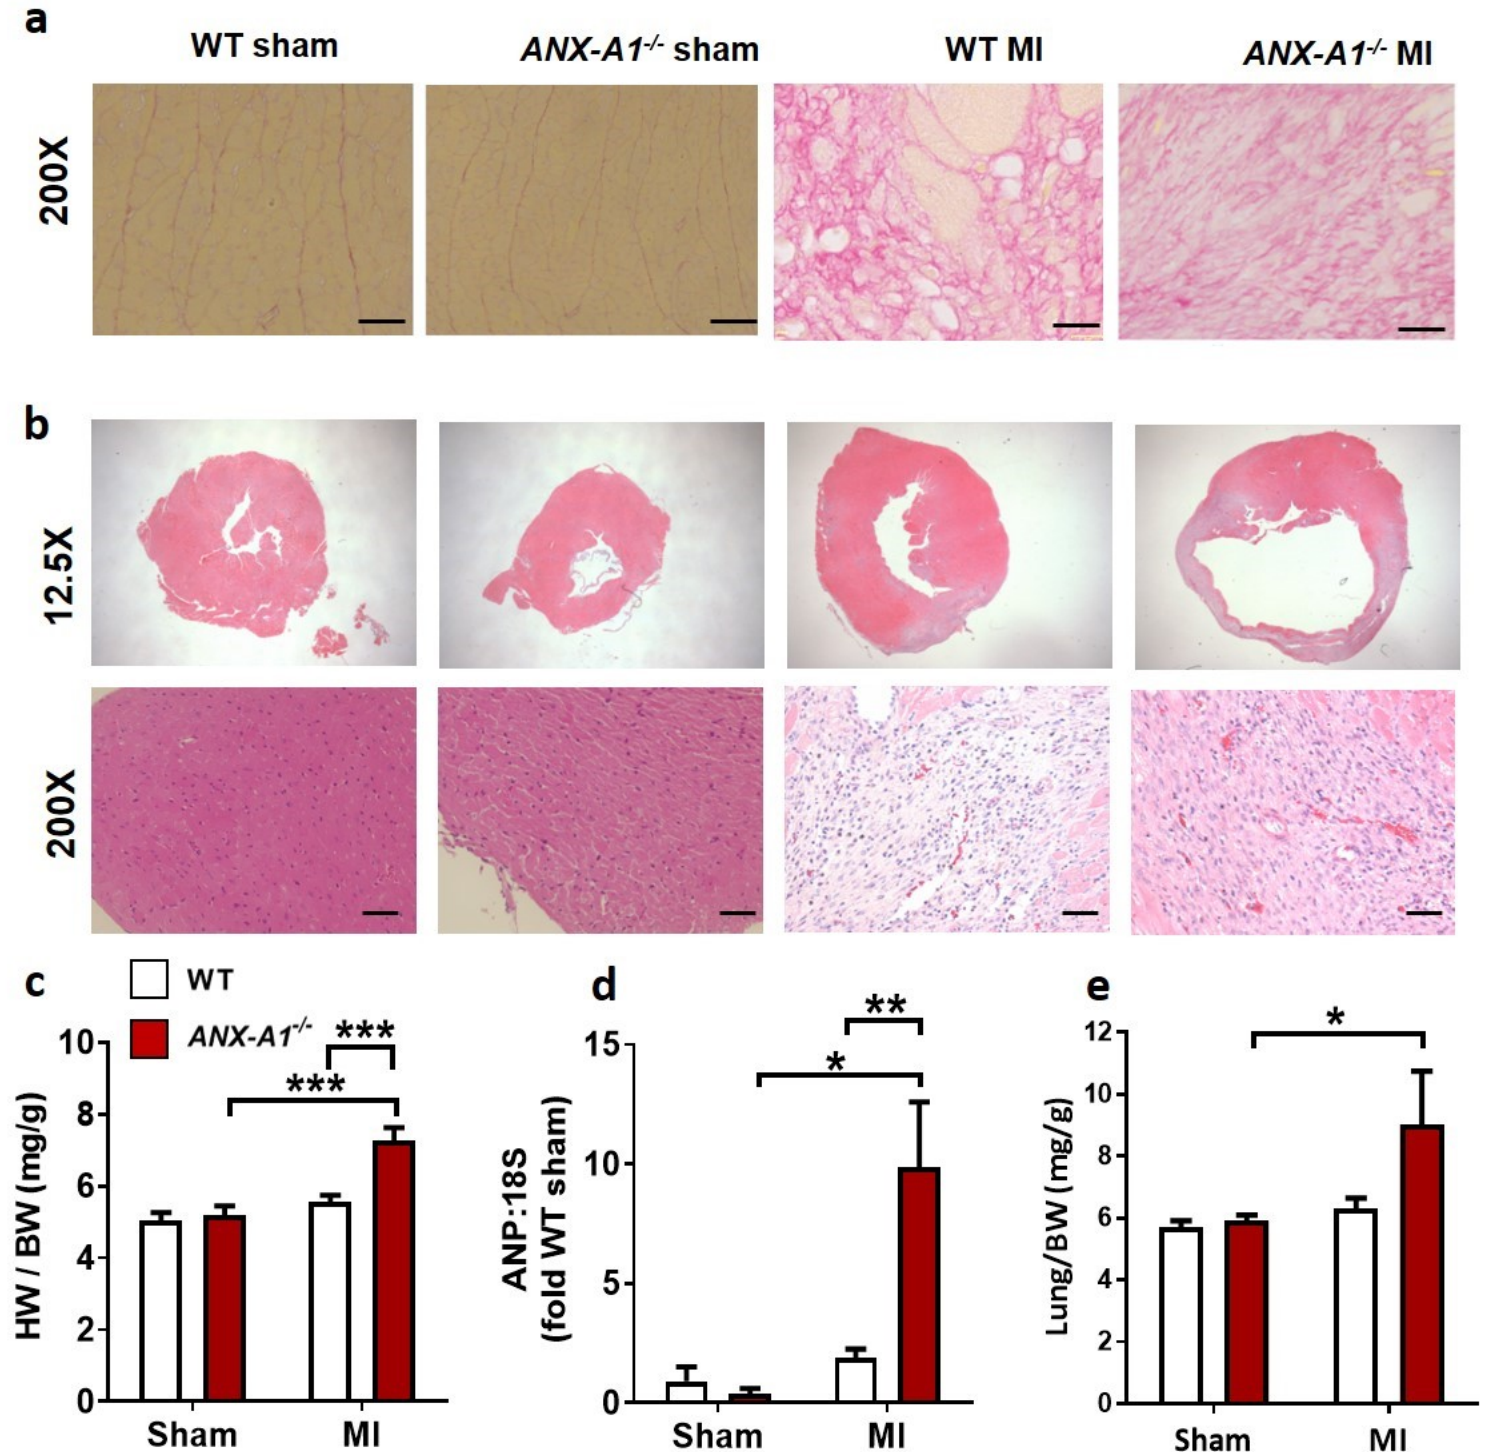 a
WT sham ANX-A1-/- sham WT MI ANX-A1-/- MI
200X
b
12.5X
200X
c
WT
ANX-A1-/-
HW / BW (mg/g)
10
8
6
4
2
0
***
***
Sham MI
d
ANP:18S
(fold WT sham)
15
10
5
0
**
*
Sham MI
e
Lung/BW (mg/g)
12
10
8
6
4
2
0
*
Sham MI